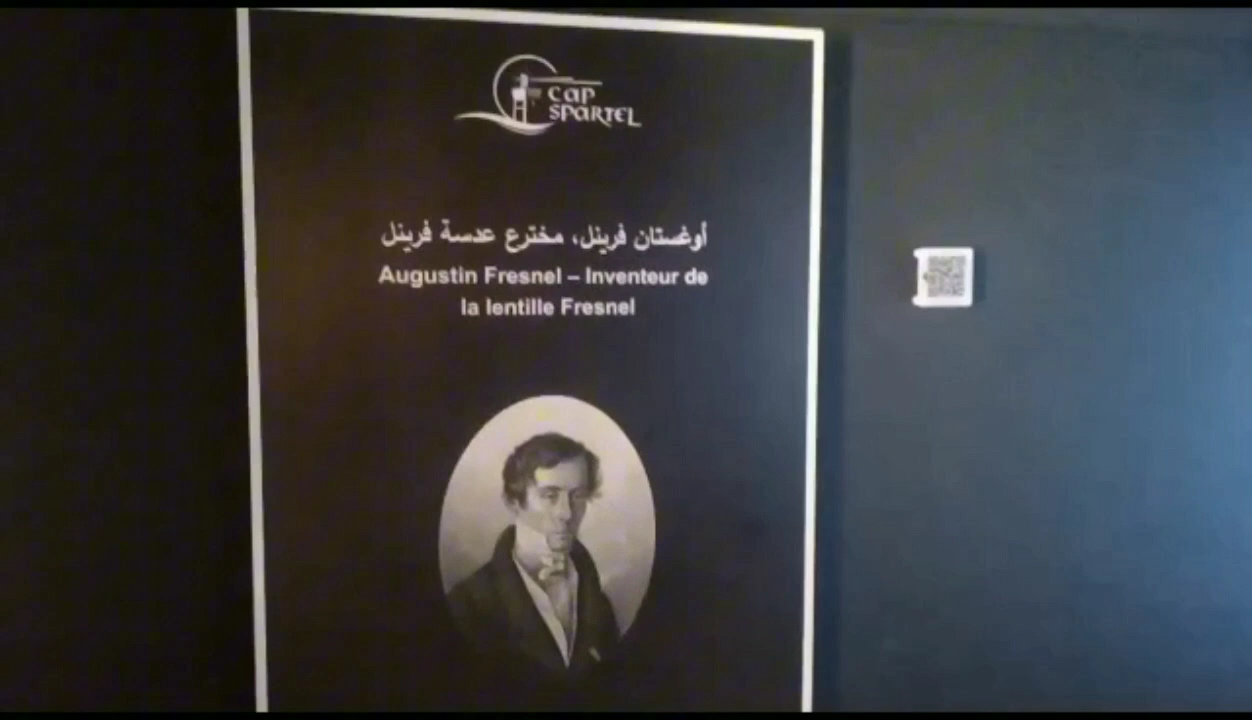 cap
spartel
أوغستان فرينل، مخترع عدسة فرينل
Augustin Fresnel – Inventeur de
la lentille Fresnel